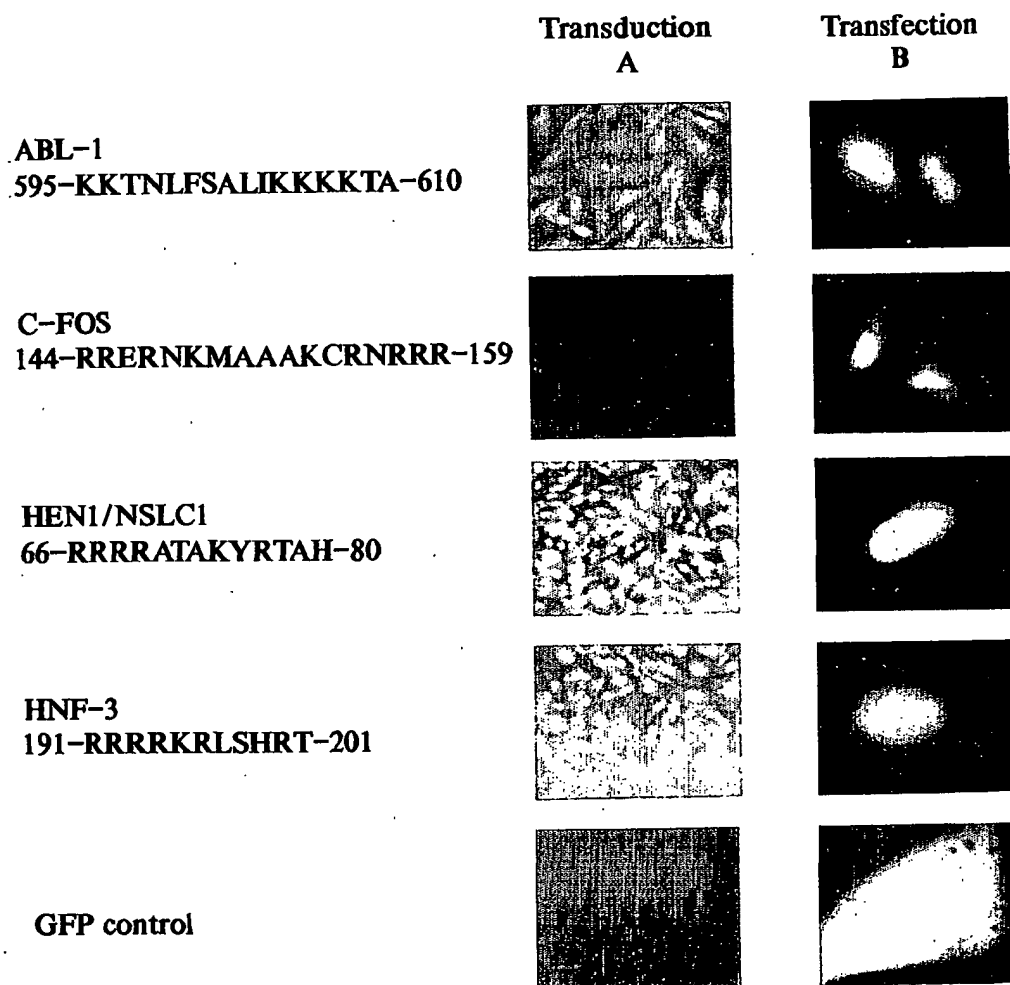 Transduction
A
Transfection
B
ABL-1
595-KKTNLFSALIKKKKTA-610
C-FOS
144-RRERNKMAAAKCRNRRR-159
HEN1/NSLC1
66-RRRRATAKYRTAH-80
HNF-3
191-RRRRKRLSHRT-201
GFP control